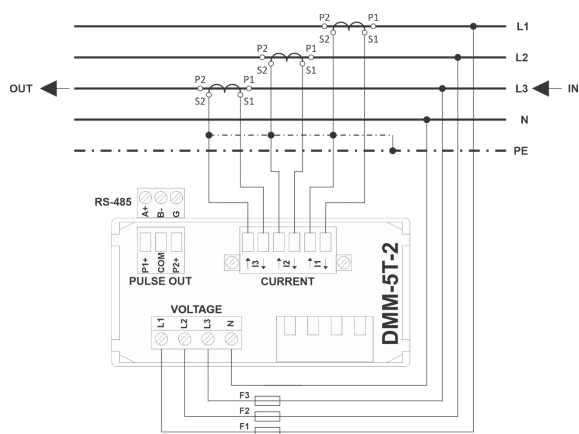 P2 P1
L1
S2 S1
P2 P1
L2
S2 S1
P2 P1
OUT L3 IN
S2 S1
N
PE
RS-485
A+ B- G
P1+ COM P2+
PULSE OUT
I3 I2 I1
CURRENT
DMM-5T-2
VOLTAGE
L1 L2 L3 N
F3
F2
F1